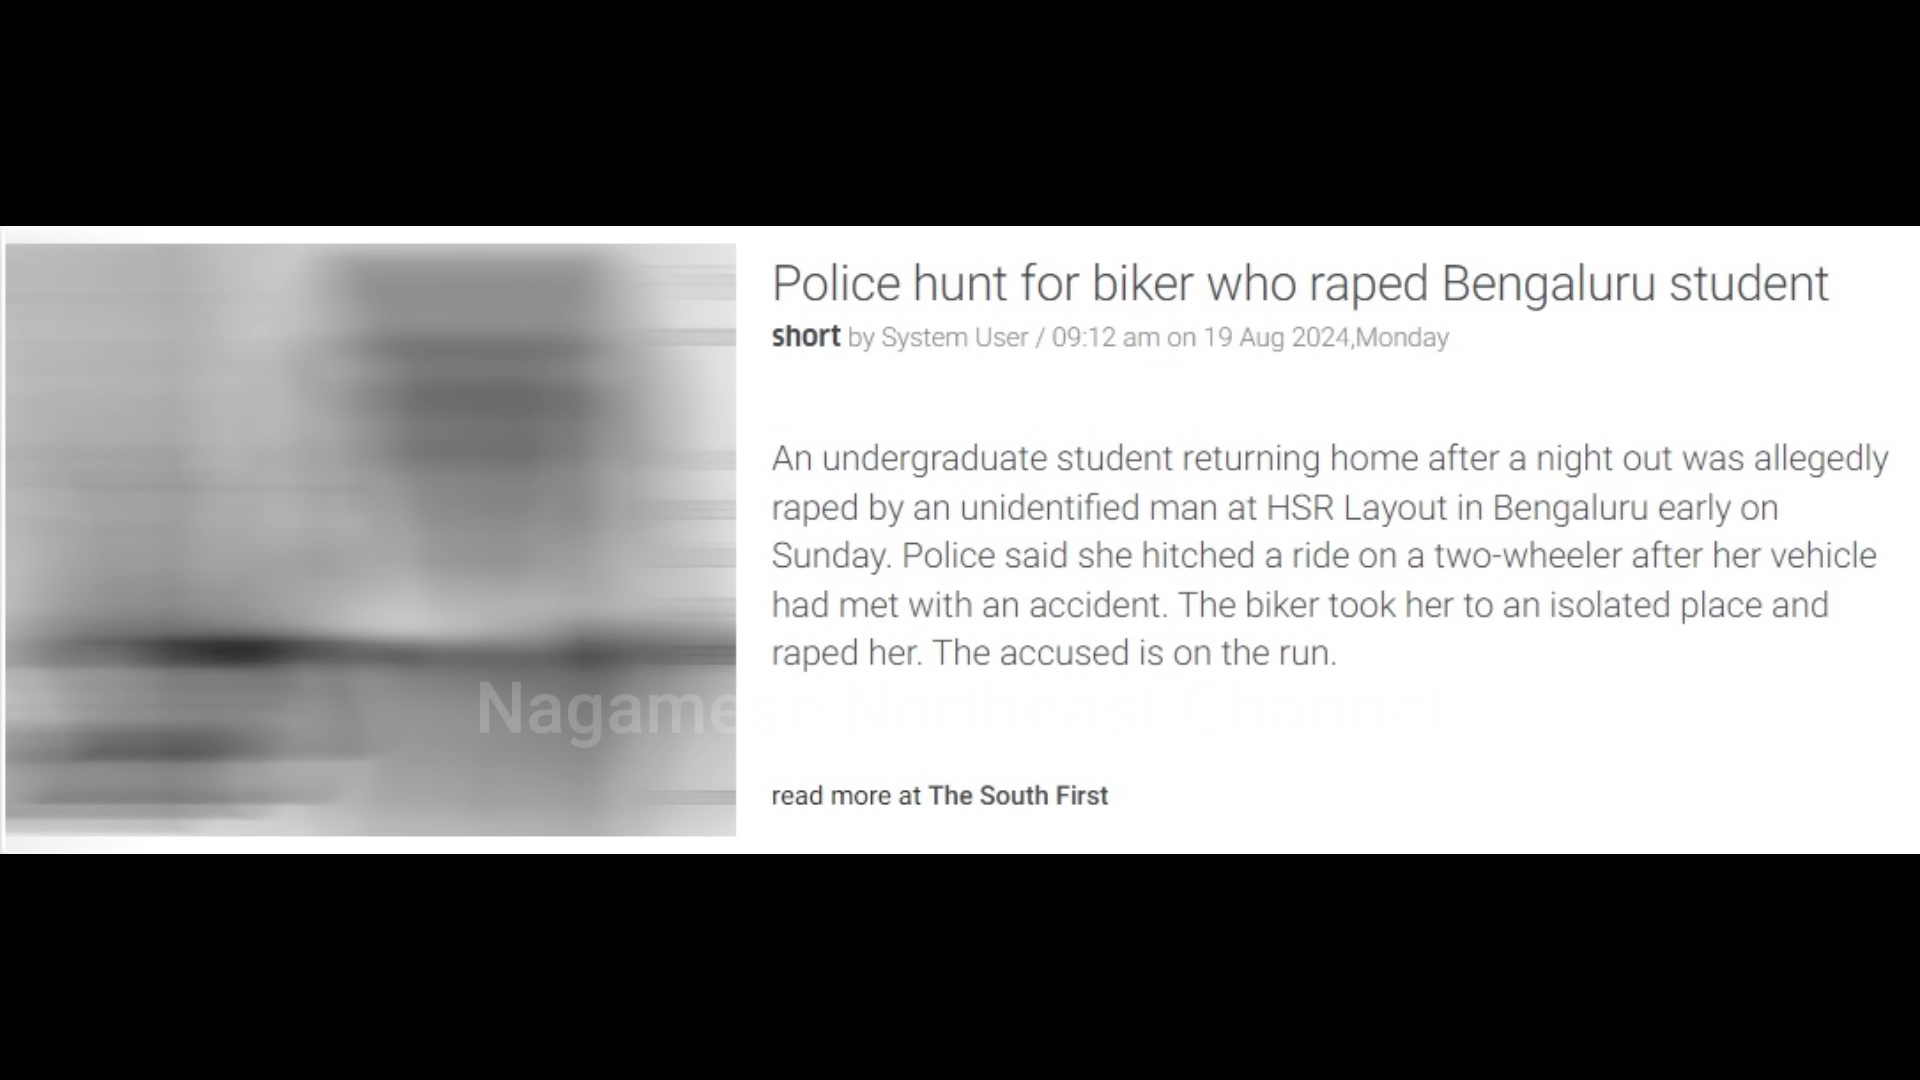 Police hunt for biker who raped Bengaluru student
short by System User / 09:12 am on 19 Aug 2024,Monday
An undergraduate student returning home after a night out was allegedly
raped by an unidentified man at HSR Layout in Bengaluru early on
Sunday. Police said she hitched a ride on a two-wheeler after her vehicle
had met with an accident. The biker took her to an isolated place and
raped her. The accused is on the run.
read more at The South First